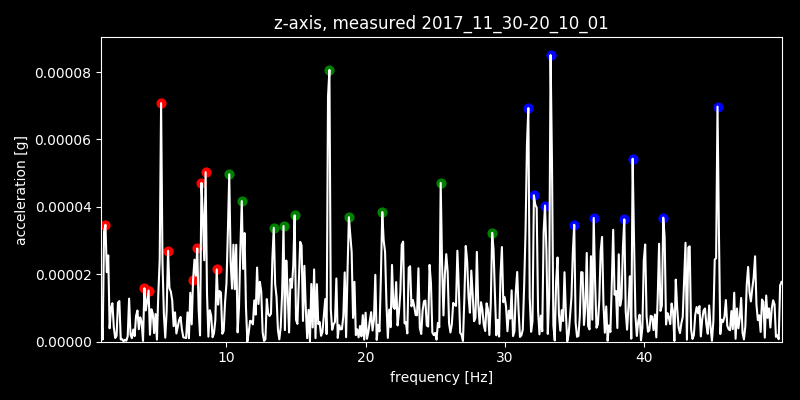 z-axis, measured 2017_11_30-20_10_01
0.00008
0.00006
0.00004
0.00002
0.00000
acceleration [g]
10 20 30 40
frequency [Hz]